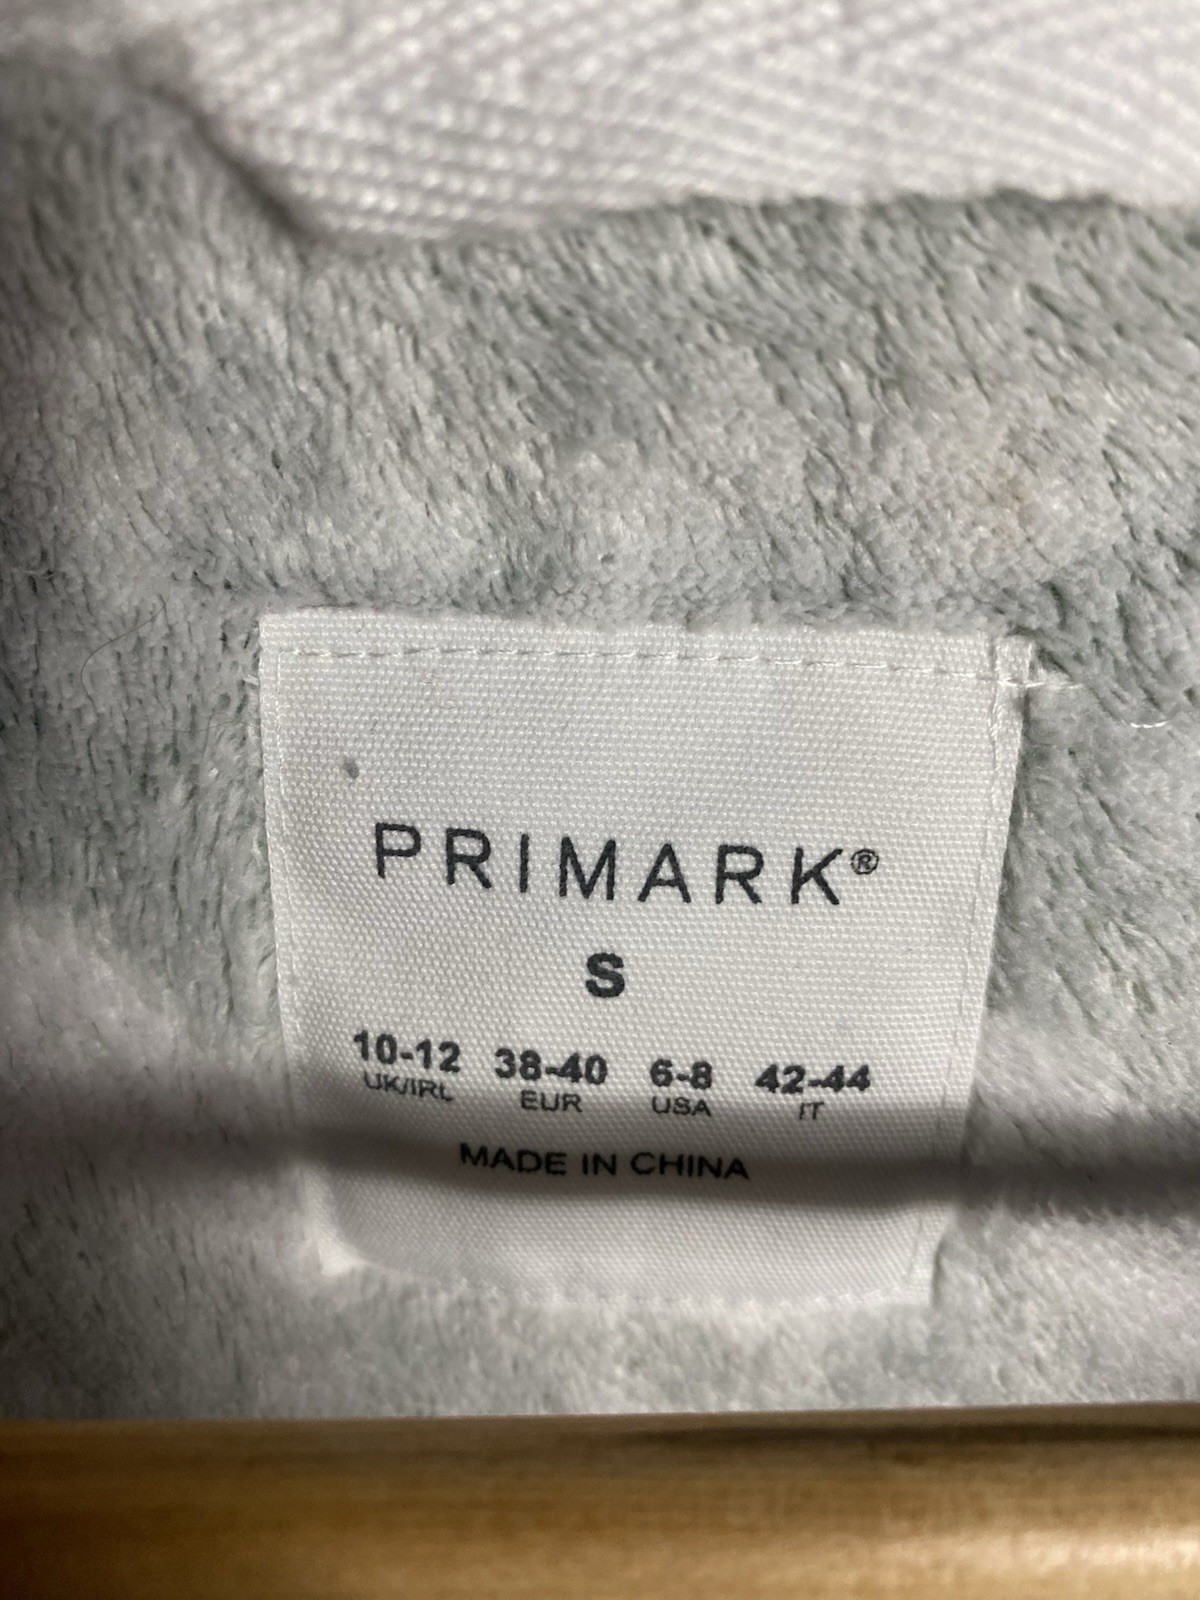 PRIMARK®
S
10-12 38-40 6-8 42-44
UK/IRL EUR USA IT
MADE IN CHINA